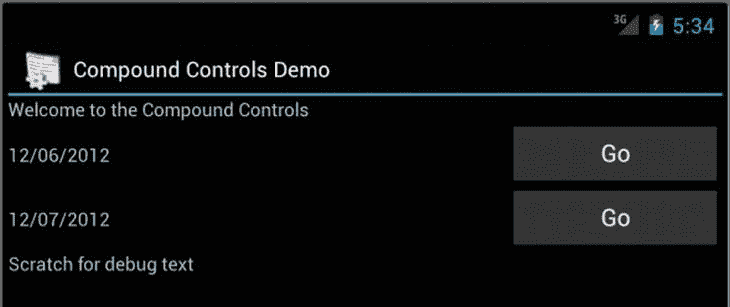 3G 5:34
Compound Controls Demo
Welcome to the Compound Controls
12/06/2012 Go
12/07/2012 Go
Scratch for debug text